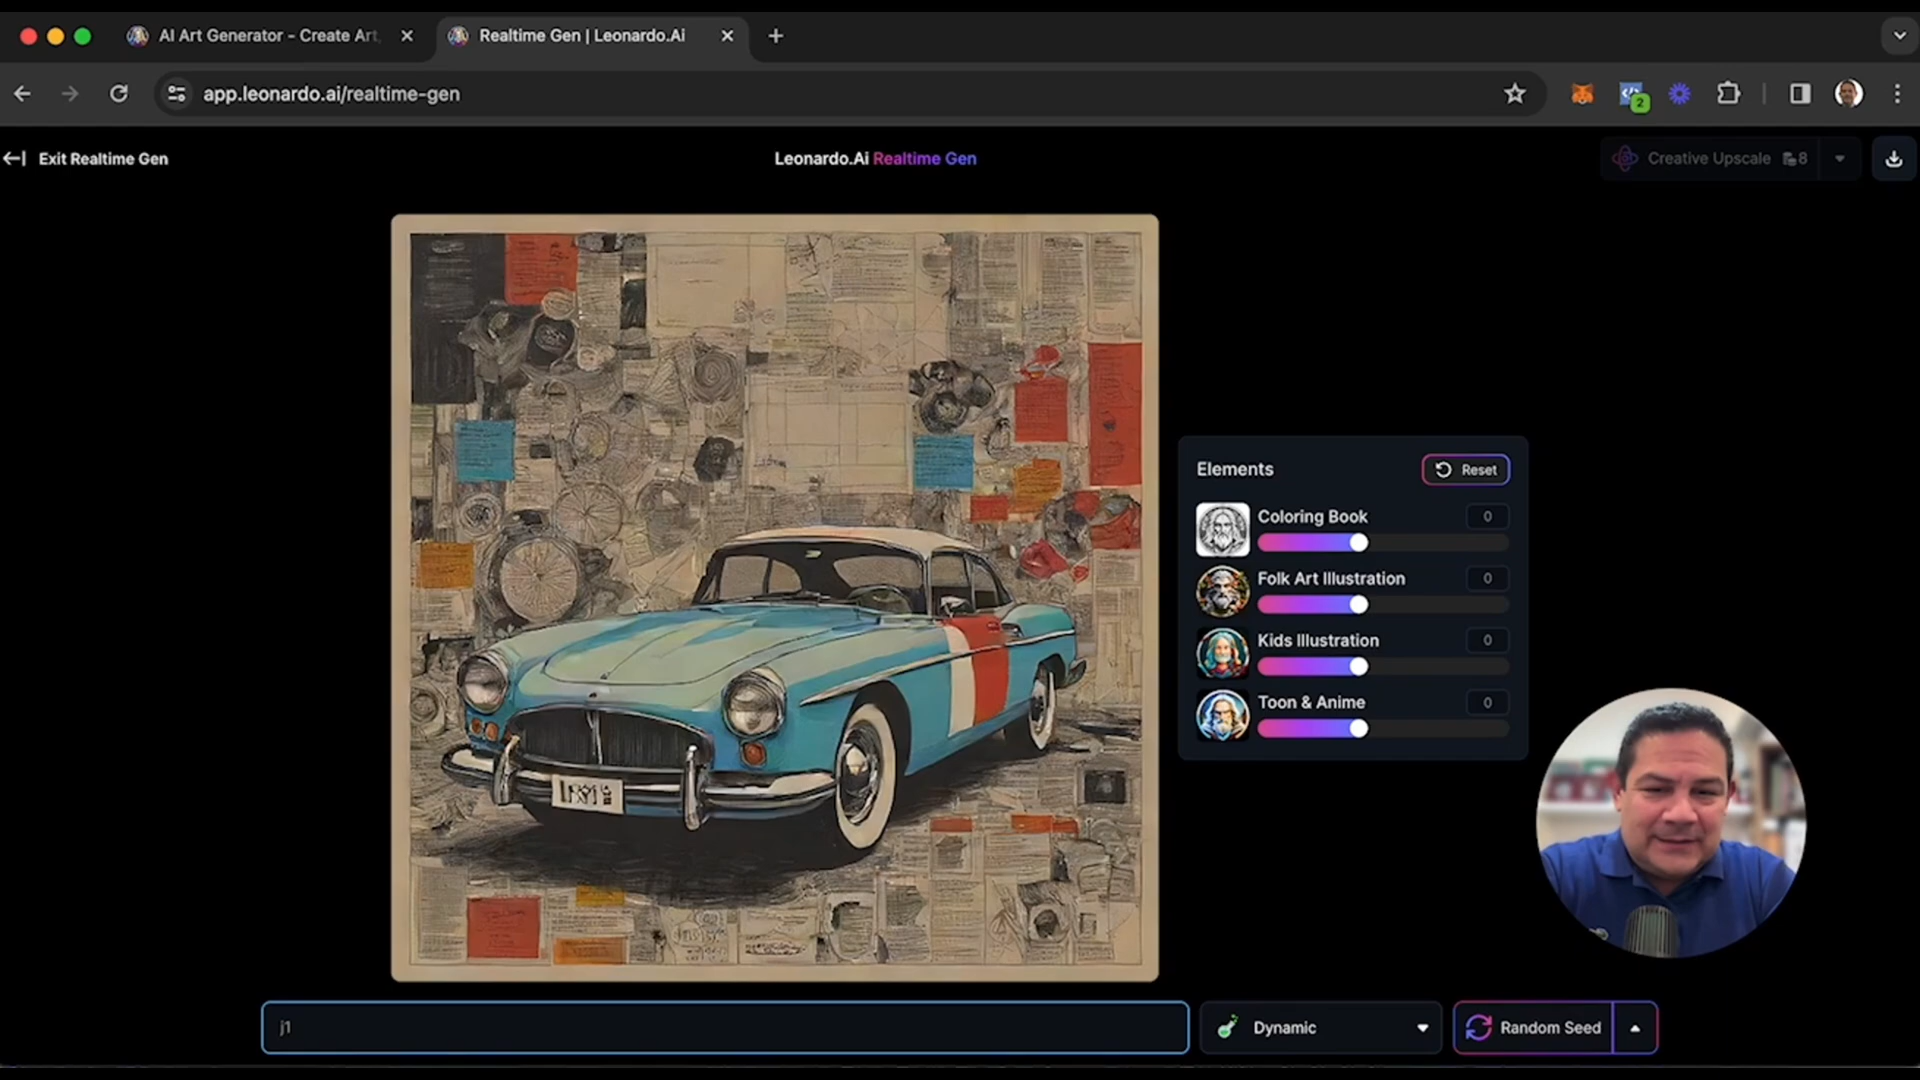 AI Art Generator - Create Art,
Realtime Gen | Leonardo.Ai
app.leonardo.ai/realtime-gen
2
Exit Realtime Gen
Leonardo.Ai Realtime Gen
Creative Upscale 8
Elements
Reset
Coloring Book 0
Folk Art Illustration 0
Kids Illustration 0
Toon & Anime 0
j1
Dynamic
Random Seed